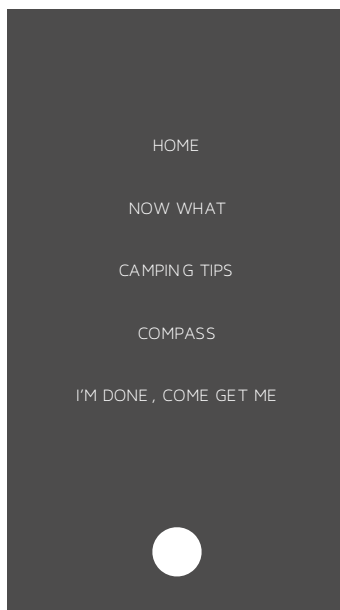 HOME
NOW WHAT
CAMPING TIPS
COMPASS
I'M DONE, COME GET ME